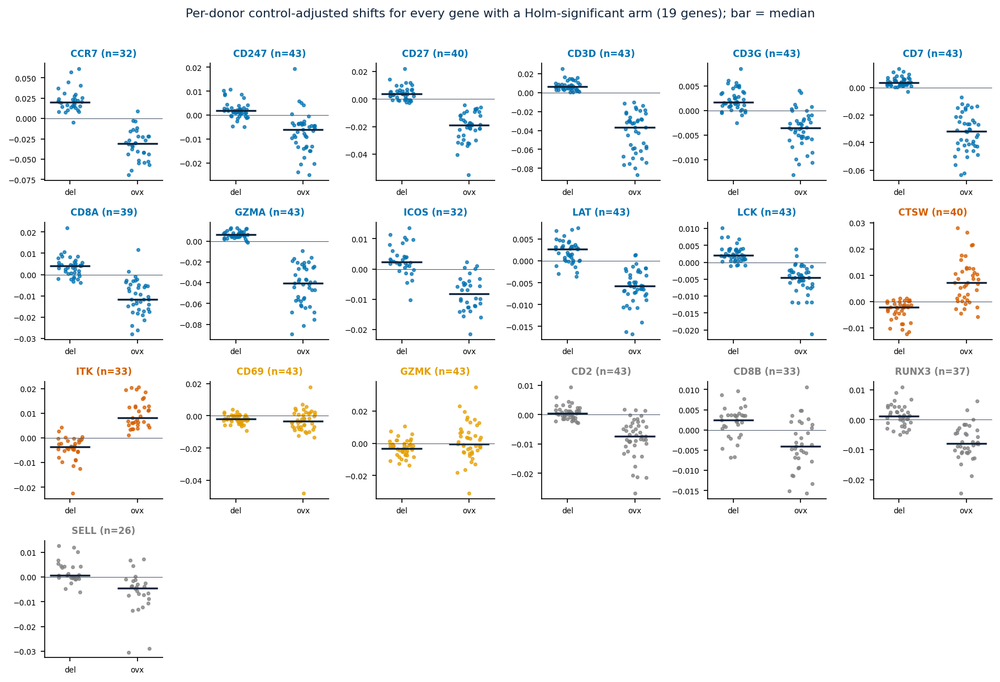 Per-donor control-adjusted shifts for every gene with a Holm-significant arm (19 genes); bar = median
CCR7 (n=32)
0.050
0.025
0.000
−0.025
−0.050
−0.075
del ovx
CD247 (n=43)
0.02
0.01
0.00
−0.01
−0.02
del ovx
CD27 (n=40)
0.02
0.00
−0.02
−0.04
del ovx
CD3D (n=43)
0.02
0.00
−0.02
−0.04
−0.06
−0.08
del ovx
CD3G (n=43)
0.005
0.000
−0.005
−0.010
del ovx
CD7 (n=43)
0.00
−0.02
−0.04
−0.06
del ovx
CD8A (n=39)
0.02
0.01
0.00
−0.01
−0.02
−0.03
del ovx
GZMA (n=43)
0.00
−0.02
−0.04
−0.06
−0.08
del ovx
ICOS (n=32)
0.01
0.00
−0.01
−0.02
del ovx
LAT (n=43)
0.005
0.000
−0.005
−0.010
−0.015
del ovx
LCK (n=43)
0.010
0.005
0.000
−0.005
−0.010
−0.015
−0.020
del ovx
CTSW (n=40)
0.03
0.02
0.01
0.00
−0.01
del ovx
ITK (n=33)
0.02
0.01
0.00
−0.01
−0.02
del ovx
CD69 (n=43)
0.02
0.00
−0.02
−0.04
del ovx
GZMK (n=43)
0.02
0.00
−0.02
del ovx
CD2 (n=43)
0.01
0.00
−0.01
−0.02
del ovx
CD8B (n=33)
0.010
0.005
0.000
−0.005
−0.010
−0.015
del ovx
RUNX3 (n=37)
0.01
0.00
−0.01
−0.02
del ovx
SELL (n=26)
0.01
0.00
−0.01
−0.02
−0.03
del ovx